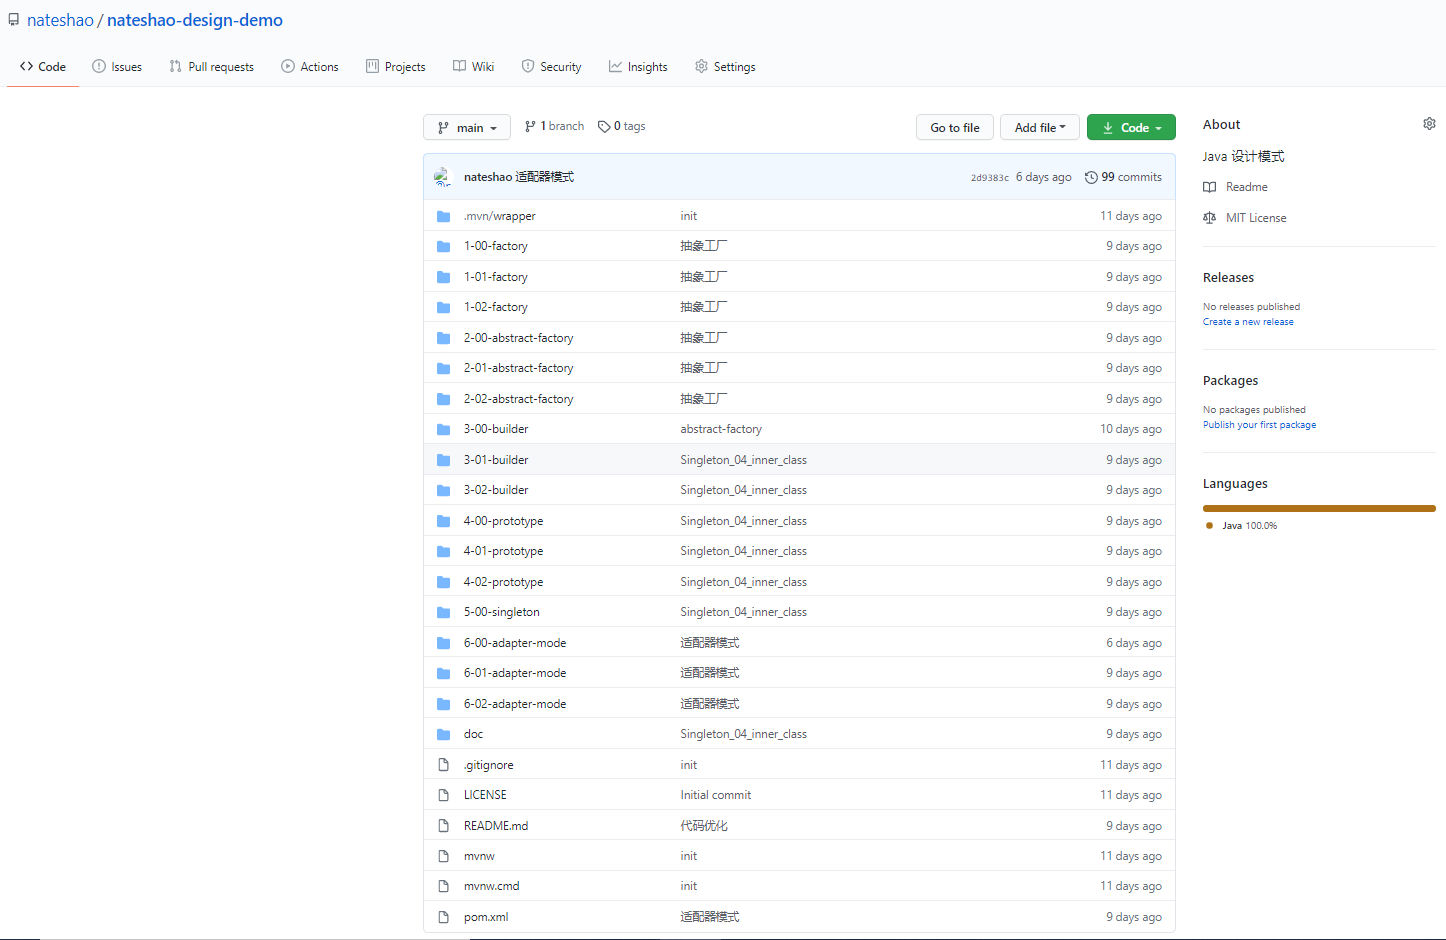 nateshao / nateshao-design-demo
Code Issues Pull requests Actions Projects Wiki Security Insights Settings
main 1 branch 0 tags Go to file Add file Code
nateshao 适配器模式 2d9383c 6 days ago 99 commits
.mvn/wrapper init 11 days ago
1-00-factory 抽象工厂 9 days ago
1-01-factory 抽象工厂 9 days ago
1-02-factory 抽象工厂 9 days ago
2-00-abstract-factory 抽象工厂 9 days ago
2-01-abstract-factory 抽象工厂 9 days ago
2-02-abstract-factory 抽象工厂 9 days ago
3-00-builder abstract-factory 10 days ago
3-01-builder Singleton_04_inner_class 9 days ago
3-02-builder Singleton_04_inner_class 9 days ago
4-00-prototype Singleton_04_inner_class 9 days ago
4-01-prototype Singleton_04_inner_class 9 days ago
4-02-prototype Singleton_04_inner_class 9 days ago
5-00-singleton Singleton_04_inner_class 9 days ago
6-00-adapter-mode 适配器模式 6 days ago
6-01-adapter-mode 适配器模式 9 days ago
6-02-adapter-mode 适配器模式 9 days ago
doc Singleton_04_inner_class 9 days ago
.gitignore init 11 days ago
LICENSE Initial commit 11 days ago
README.md 代码优化 9 days ago
mvnw init 11 days ago
mvnw.cmd init 11 days ago
pom.xml 适配器模式 9 days ago
About
Java 设计模式
Readme
MIT License
Releases
No releases published
Create a new release
Packages
No packages published
Publish your first package
Languages
Java 100.0%